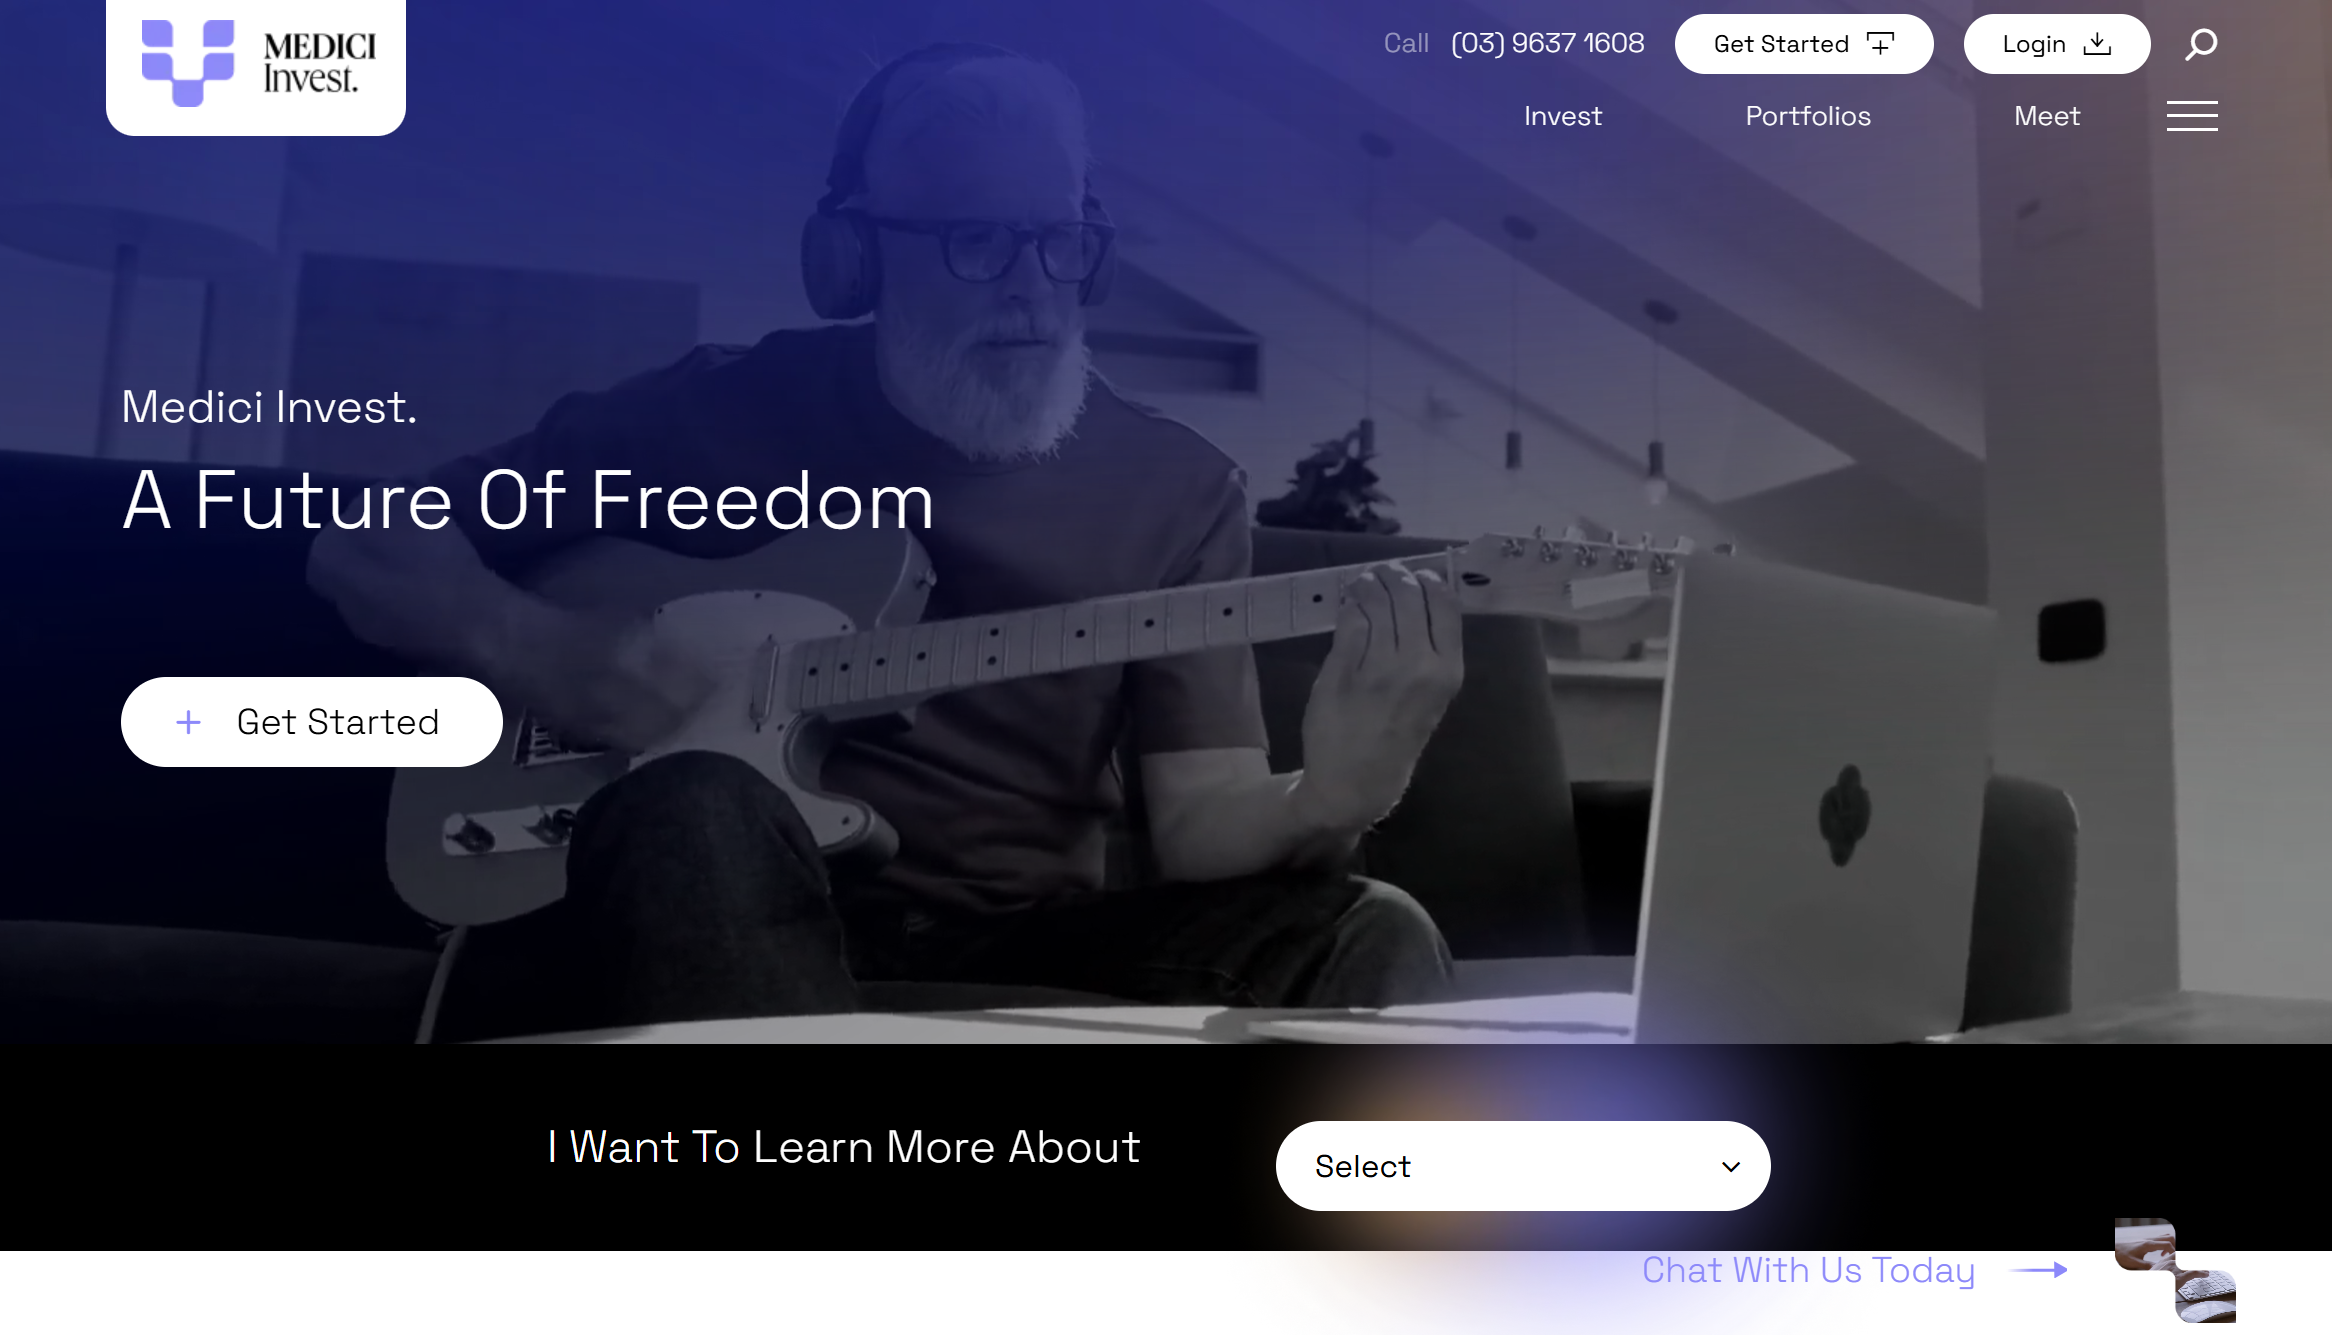 MEDICI
Invest.
Call (03) 9637 1608
Get Started
Login
Invest
Portfolios
Meet
Medici Invest.
A Future Of Freedom
Get Started
I Want To Learn More About
Select
Chat With Us Today